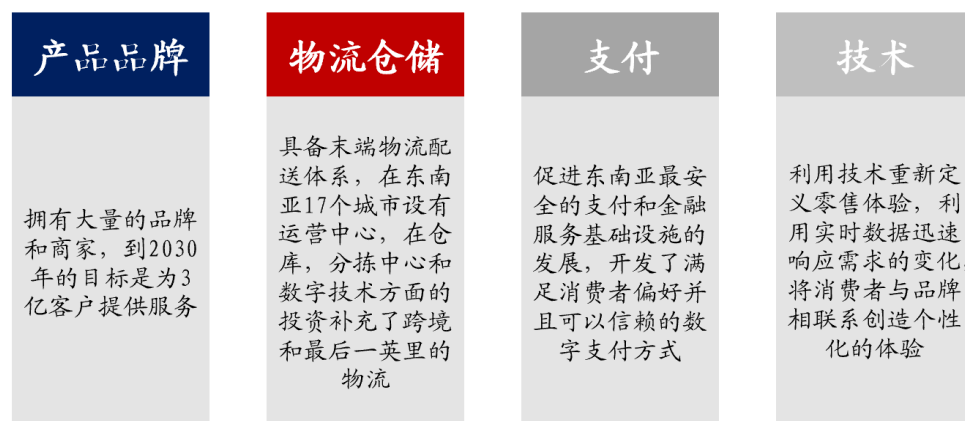 产品品牌
拥有大量的品牌
和商家，到2030
年的目标是为3
亿客户提供服务
物流仓储
具备末端物流配
送体系，在东南
亚17个城市设有
运营中心，在仓
库，分拣中心和
数字技术方面的
投资补充了跨境
和最后一英里的
物流
支付
促进东南亚最安
全的支付和金融
服务基础设施的
发展，开发了满
足消费者偏好并
且可以信赖的数
字支付方式
技术
利用技术重新定
义零售体验，利
用实时数据迅速
响应需求的变化，
将消费者与品牌
相联系创造个性
化的体验